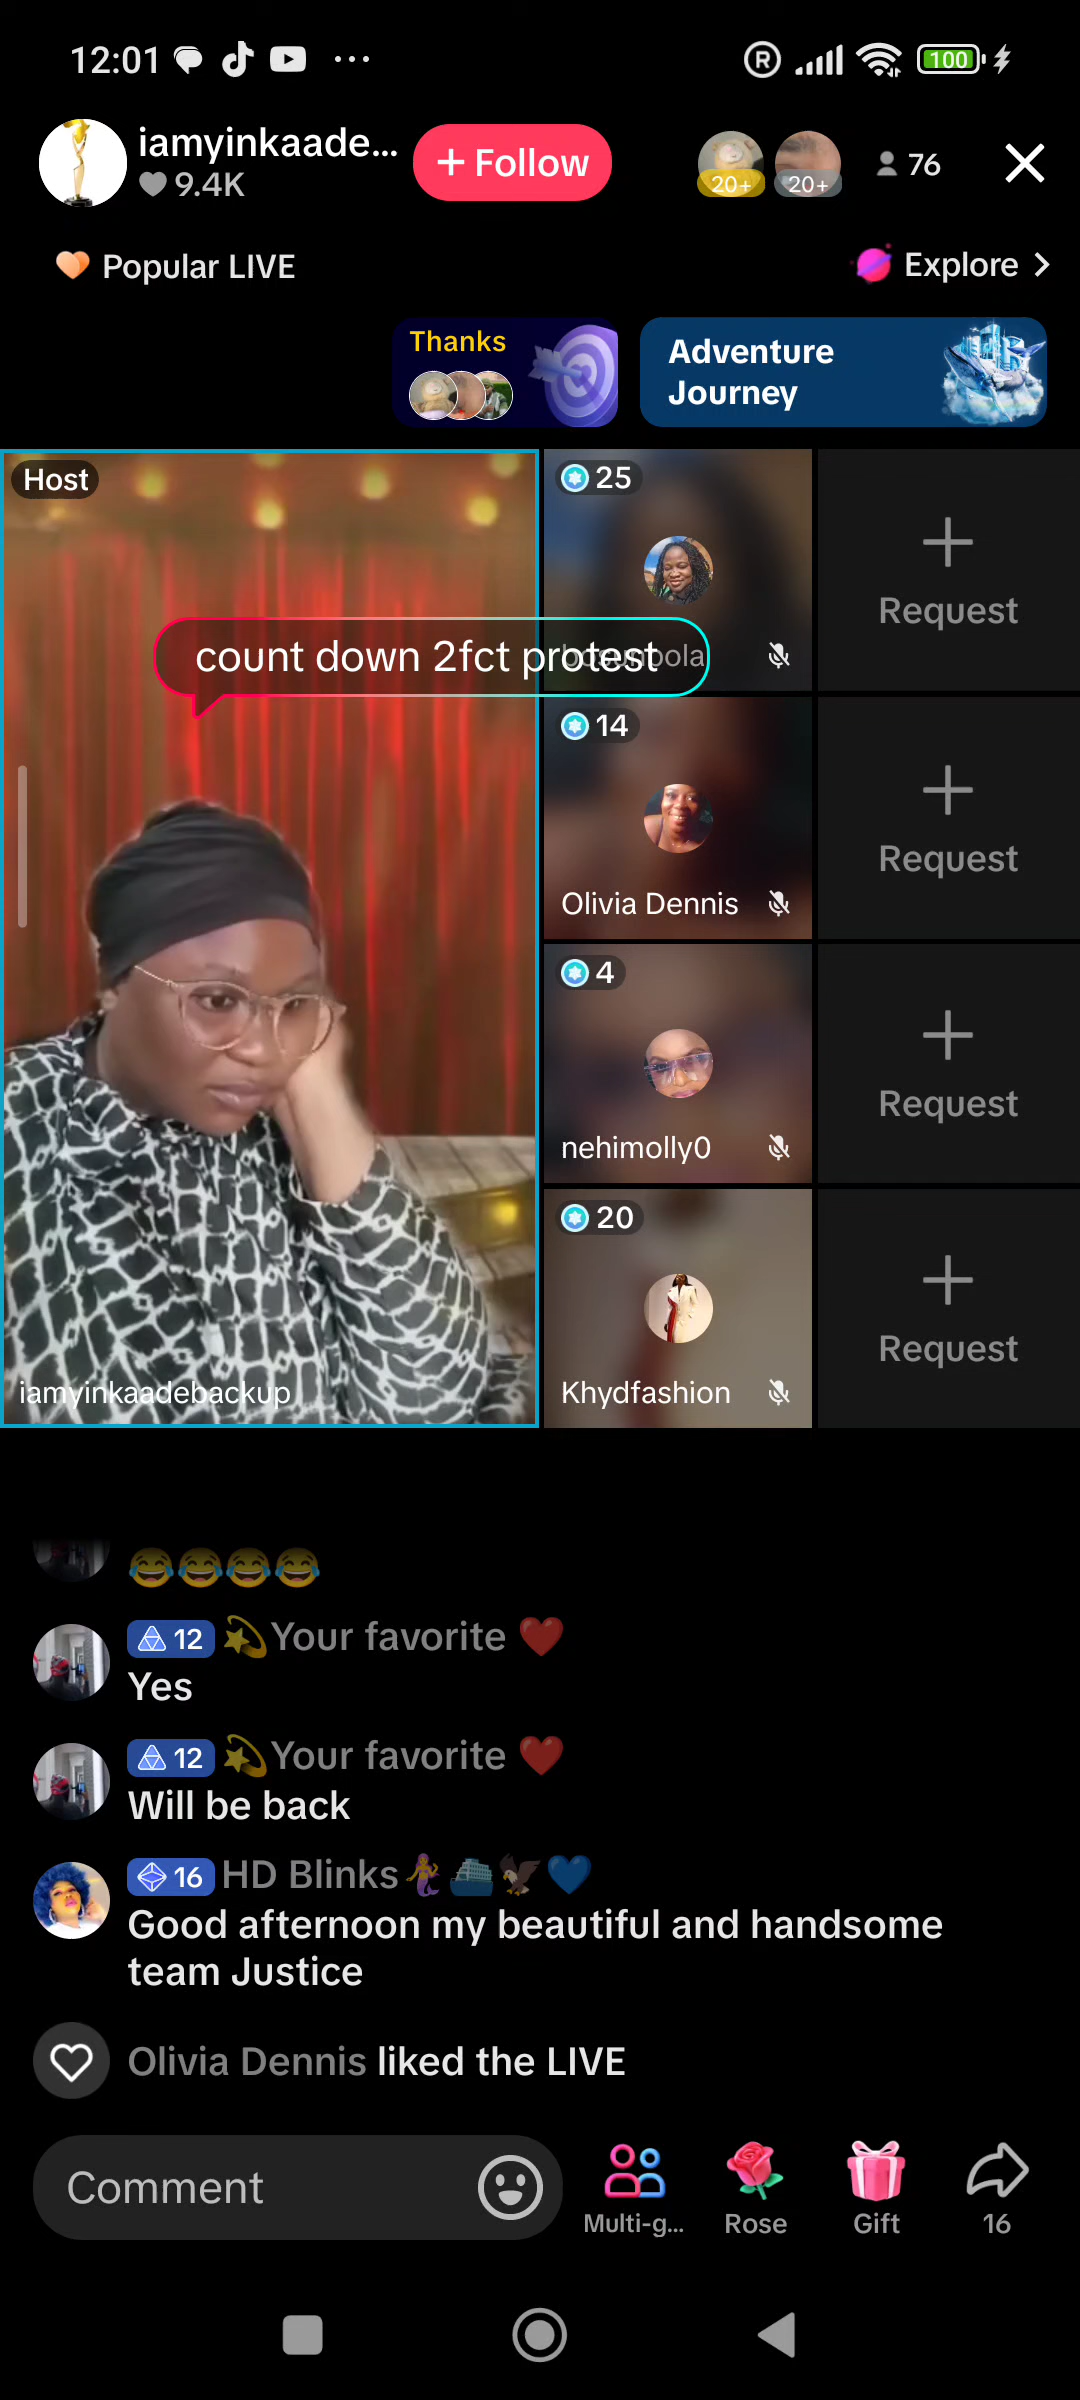 12:01
R
100
iamyinkaade...
9.4K
+ Follow
20+
20+
76
Popular LIVE
Explore
Thanks
Adventure
Journey
Host
25
Request
count down 2fct protest
14
Olivia Dennis
Request
4
nehimolly0
Request
20
Khydfashion
Request
iamyinkaadebackup
12 Your favorite
Yes
12 Your favorite
Will be back
16 HD Blinks
Good afternoon my beautiful and handsome
team Justice
Olivia Dennis liked the LIVE
Comment
Multi-g...
Rose
Gift
16